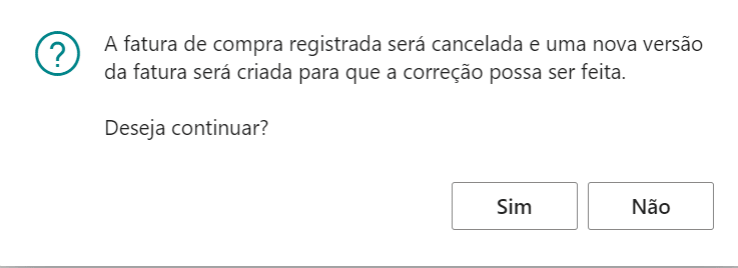 A fatura de compra registrada será cancelada e uma nova versão
da fatura será criada para que a correção possa ser feita.
Deseja continuar?
Sim
Não